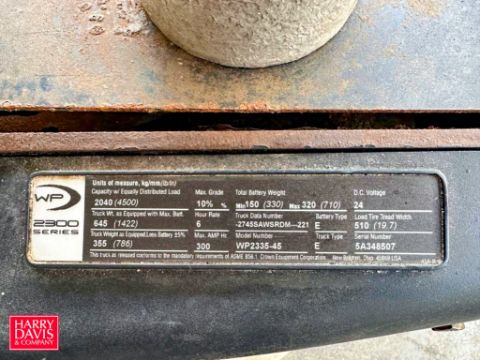 WP
2300
SERIES
Units of measure, kg/mm/(lb/in)
Capacity w/ Equally Distributed Load Max. Grade Total Battery Weight D.C. Voltage
2040 (4500) 10% Min 150 (330) Max 320 (710) 24
Truck Wt. as Equipped with Max. Batt. Hour Rate Truck Data Number Battery Type Load Tire Tread Width
645 (1422) 6 -2745SAWSRDM—221 E 510 (19.7)
Truck Weight as Equipped Less Battery ±5% Max. AMP Hr. Model Number Truck Type Serial Number
355 (786) 300 WP2335-45 E 5A348507
This truck as released conforms to the mandatory requirements of ASME B56.1 Crown Equipment Corporation. New Bremen, Ohio 45869 USA
HARRY
DAVIS
& COMPANY